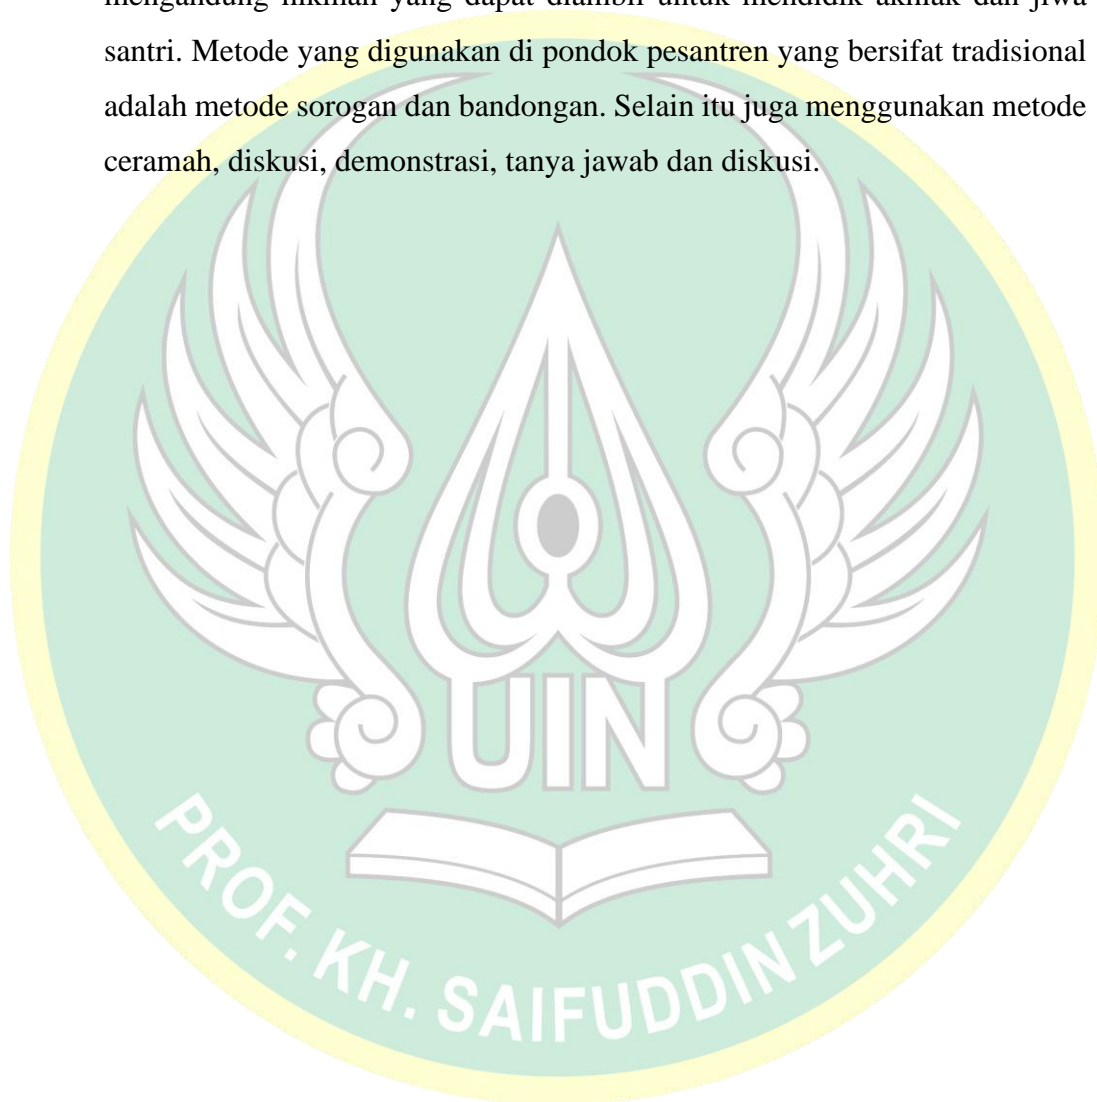 mengandung hikmah yang dapat diambil untuk mendidik akhlak dan jiwa
santri. Metode yang digunakan di pondok pesantren yang bersifat tradisional
adalah metode sorogan dan bandongan. Selain itu juga menggunakan metode
ceramah, diskusi, demonstrasi, tanya jawab dan diskusi.
UIN
PROF. KH. SAIFUDDIN ZUHRI